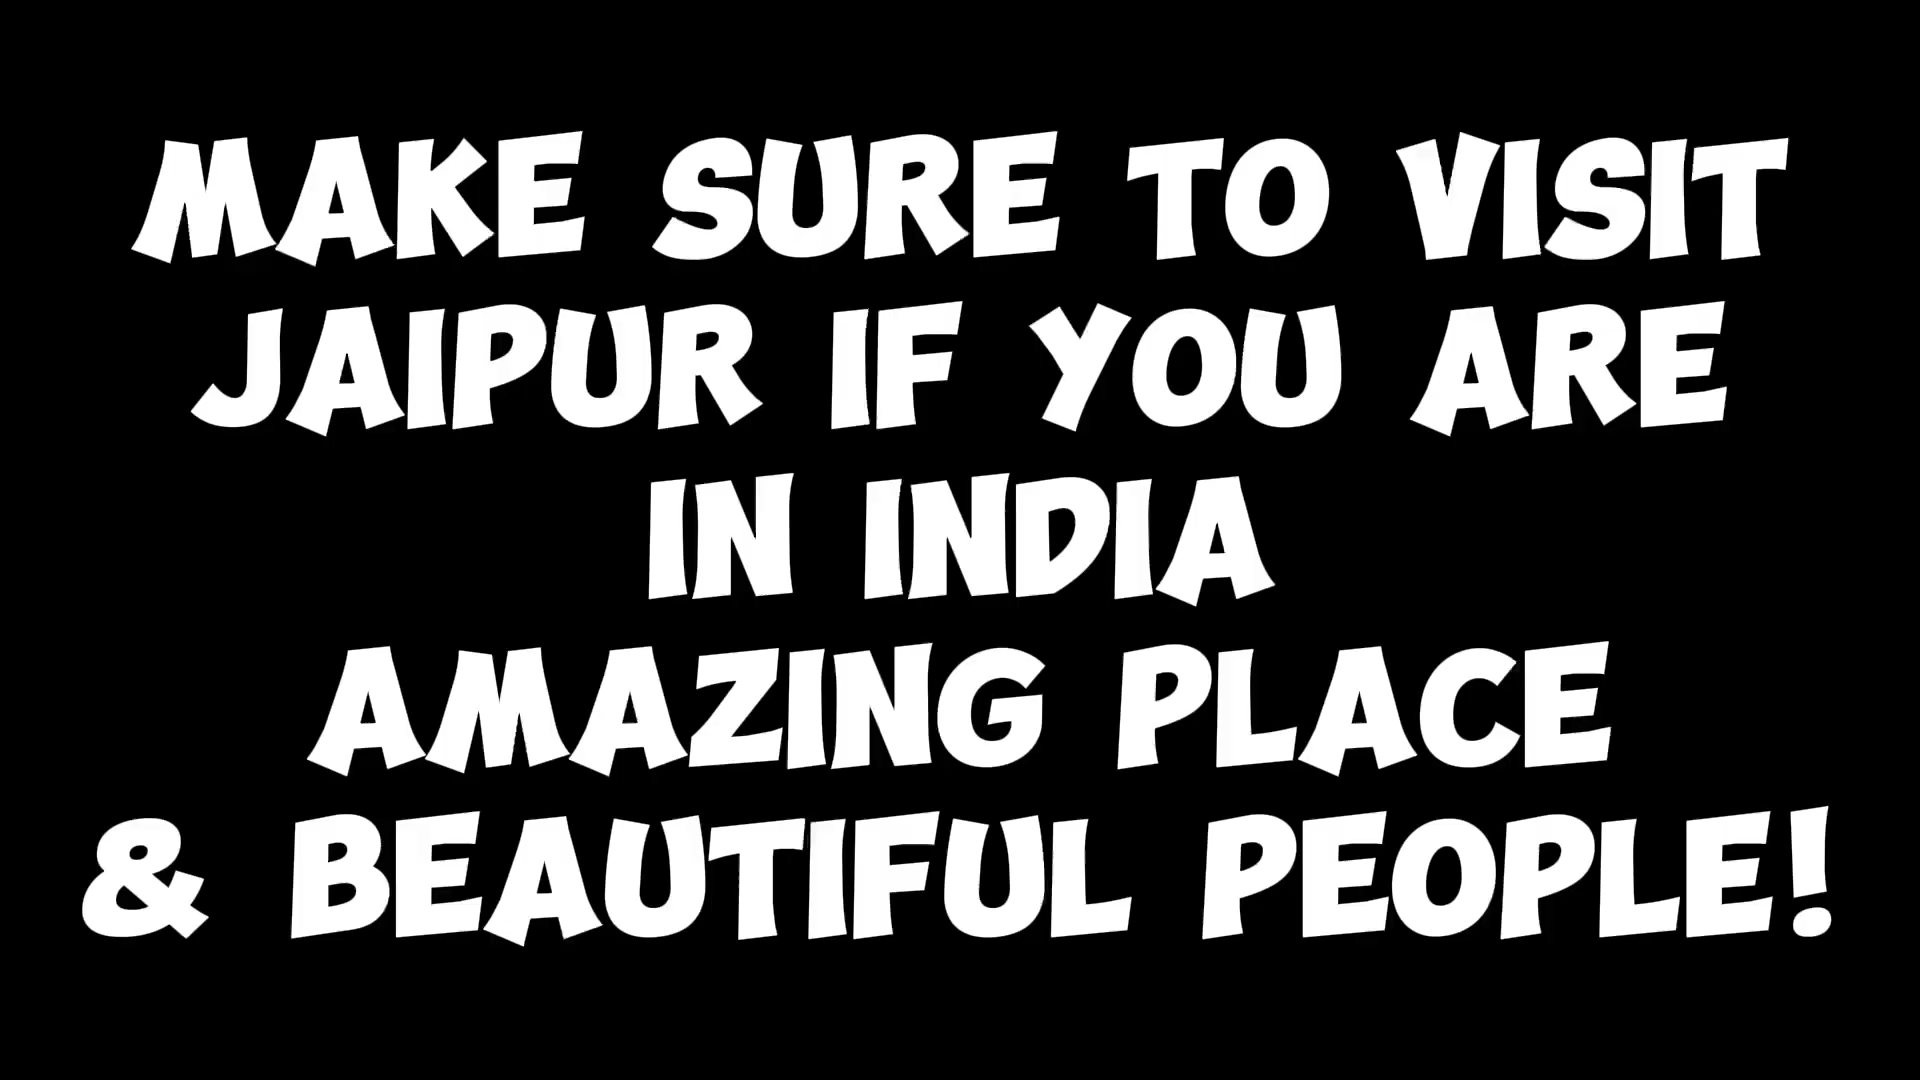 MAKE SURE TO VISIT
JAIPUR IF YOU ARE
IN INDIA
AMAZING PLACE
& BEAUTIFUL PEOPLE!